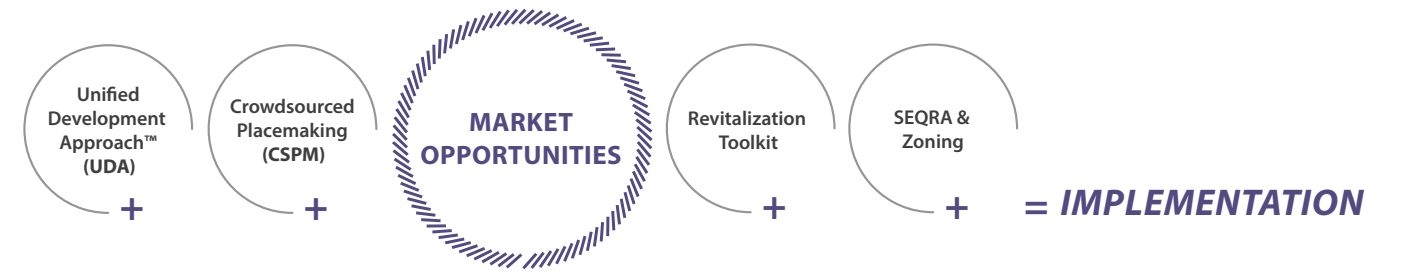 Unified
Development
Approach™
(UDA)
+
Crowdsourced
Placemaking
(CSPM)
+
MARKET
OPPORTUNITIES
Revitalization
Toolkit
+
SEQRA &
Zoning
+
= IMPLEMENTATION